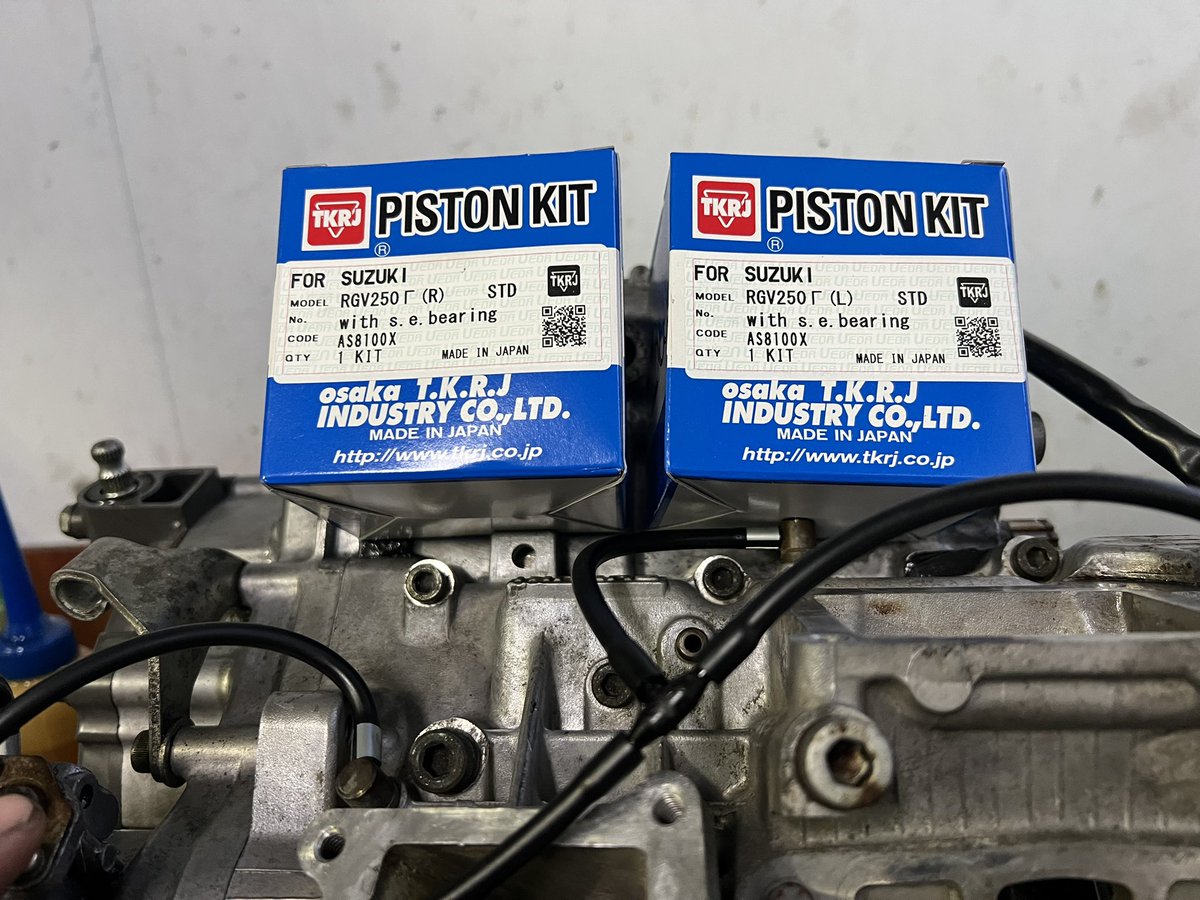 TKRJ PISTON KIT
®
FOR SUZUKI
MODEL RGV250Γ(R) STD
TKRJ
No. with s.e.bearing
CODE AS8100X
QTY 1 KIT MADE IN JAPAN
osaka T.K.R.J
INDUSTRY CO.,LTD.
MADE IN JAPAN
http://www.tkrj.co.jp
TKRJ PISTON KIT
®
FOR SUZUKI
MODEL RGV250Γ(L) STD
TKRJ
No. with s.e.bearing
CODE AS8100X
QTY 1 KIT MADE IN JAPAN
osaka T.K.R.J
INDUSTRY CO.,LTD.
MADE IN JAPAN
http://www.tkrj.co.jp